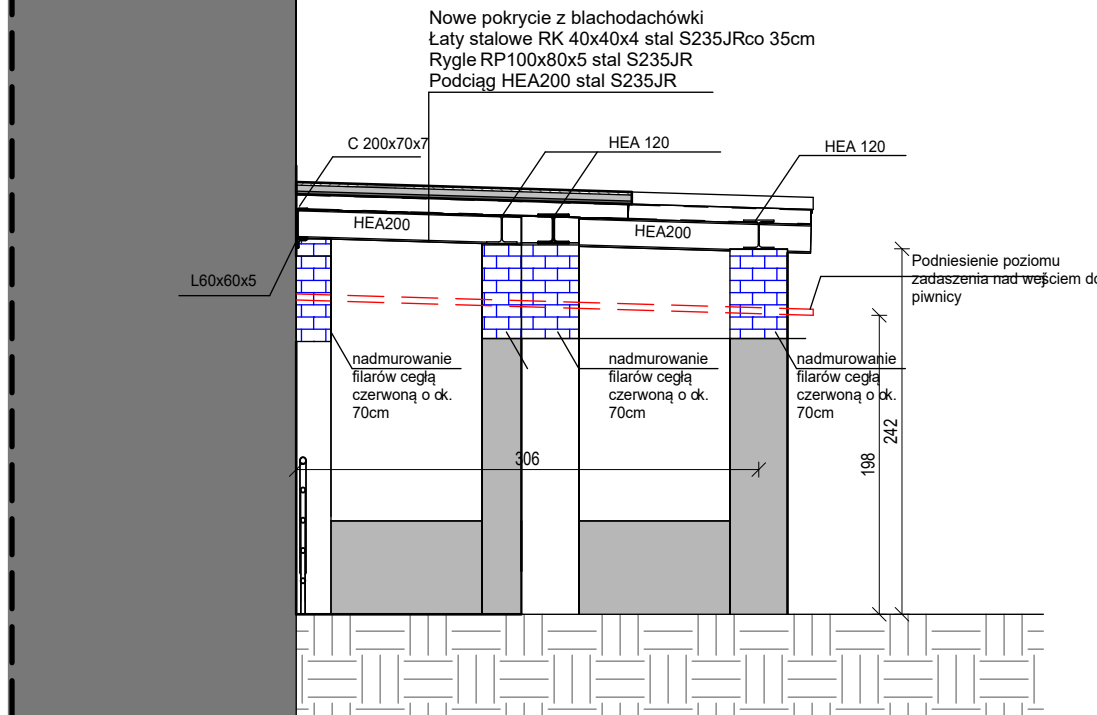 Nowe pokrycie z blachodachówki
Łaty stalowe RK 40x40x4 stal S235JRco 35cm
Rygle RP100x80x5 stal S235JR
Podciąg HEA200 stal S235JR
C 200x70x7
HEA 120
HEA 120
HEA200
HEA200
L60x60x5
Podniesienie poziomu
zadaszenia nad wejściem do
piwnicy
nadmurowanie
filarów cegłą
czerwoną o ok.
70cm
nadmurowanie
filarów cegłą
czerwoną o ok.
70cm
nadmurowanie
filarów cegłą
czerwoną o ok.
70cm
242
198
306